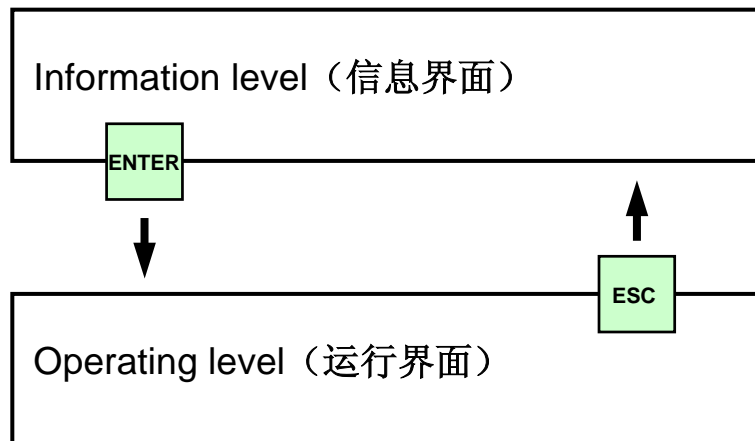 Information level（信息界面）
ENTER
ESC
Operating level（运行界面）